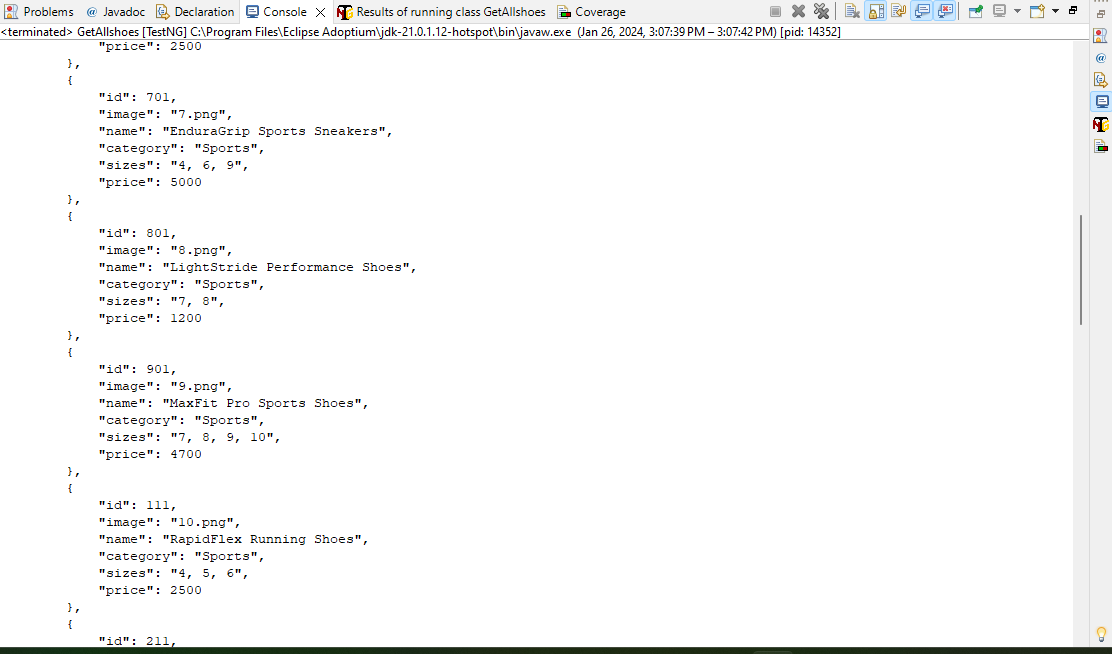 Problems @ Javadoc Declaration Console Results of running class GetAllshoes Coverage
<terminated> GetAllshoes [TestNG] C:\Program Files\Eclipse Adoptium\jdk-21.0.1.12-hotspot\bin\javaw.exe (Jan 26, 2024, 3:07:39 PM – 3:07:42 PM) [pid: 14352]
"price": 2500
},
{
"id": 701,
"image": "7.png",
"name": "EnduraGrip Sports Sneakers",
"category": "Sports",
"sizes": "4, 6, 9",
"price": 5000
},
{
"id": 801,
"image": "8.png",
"name": "LightStride Performance Shoes",
"category": "Sports",
"sizes": "7, 8",
"price": 1200
},
{
"id": 901,
"image": "9.png",
"name": "MaxFit Pro Sports Shoes",
"category": "Sports",
"sizes": "7, 8, 9, 10",
"price": 4700
},
{
"id": 111,
"image": "10.png",
"name": "RapidFlex Running Shoes",
"category": "Sports",
"sizes": "4, 5, 6",
"price": 2500
},
{
"id": 211,